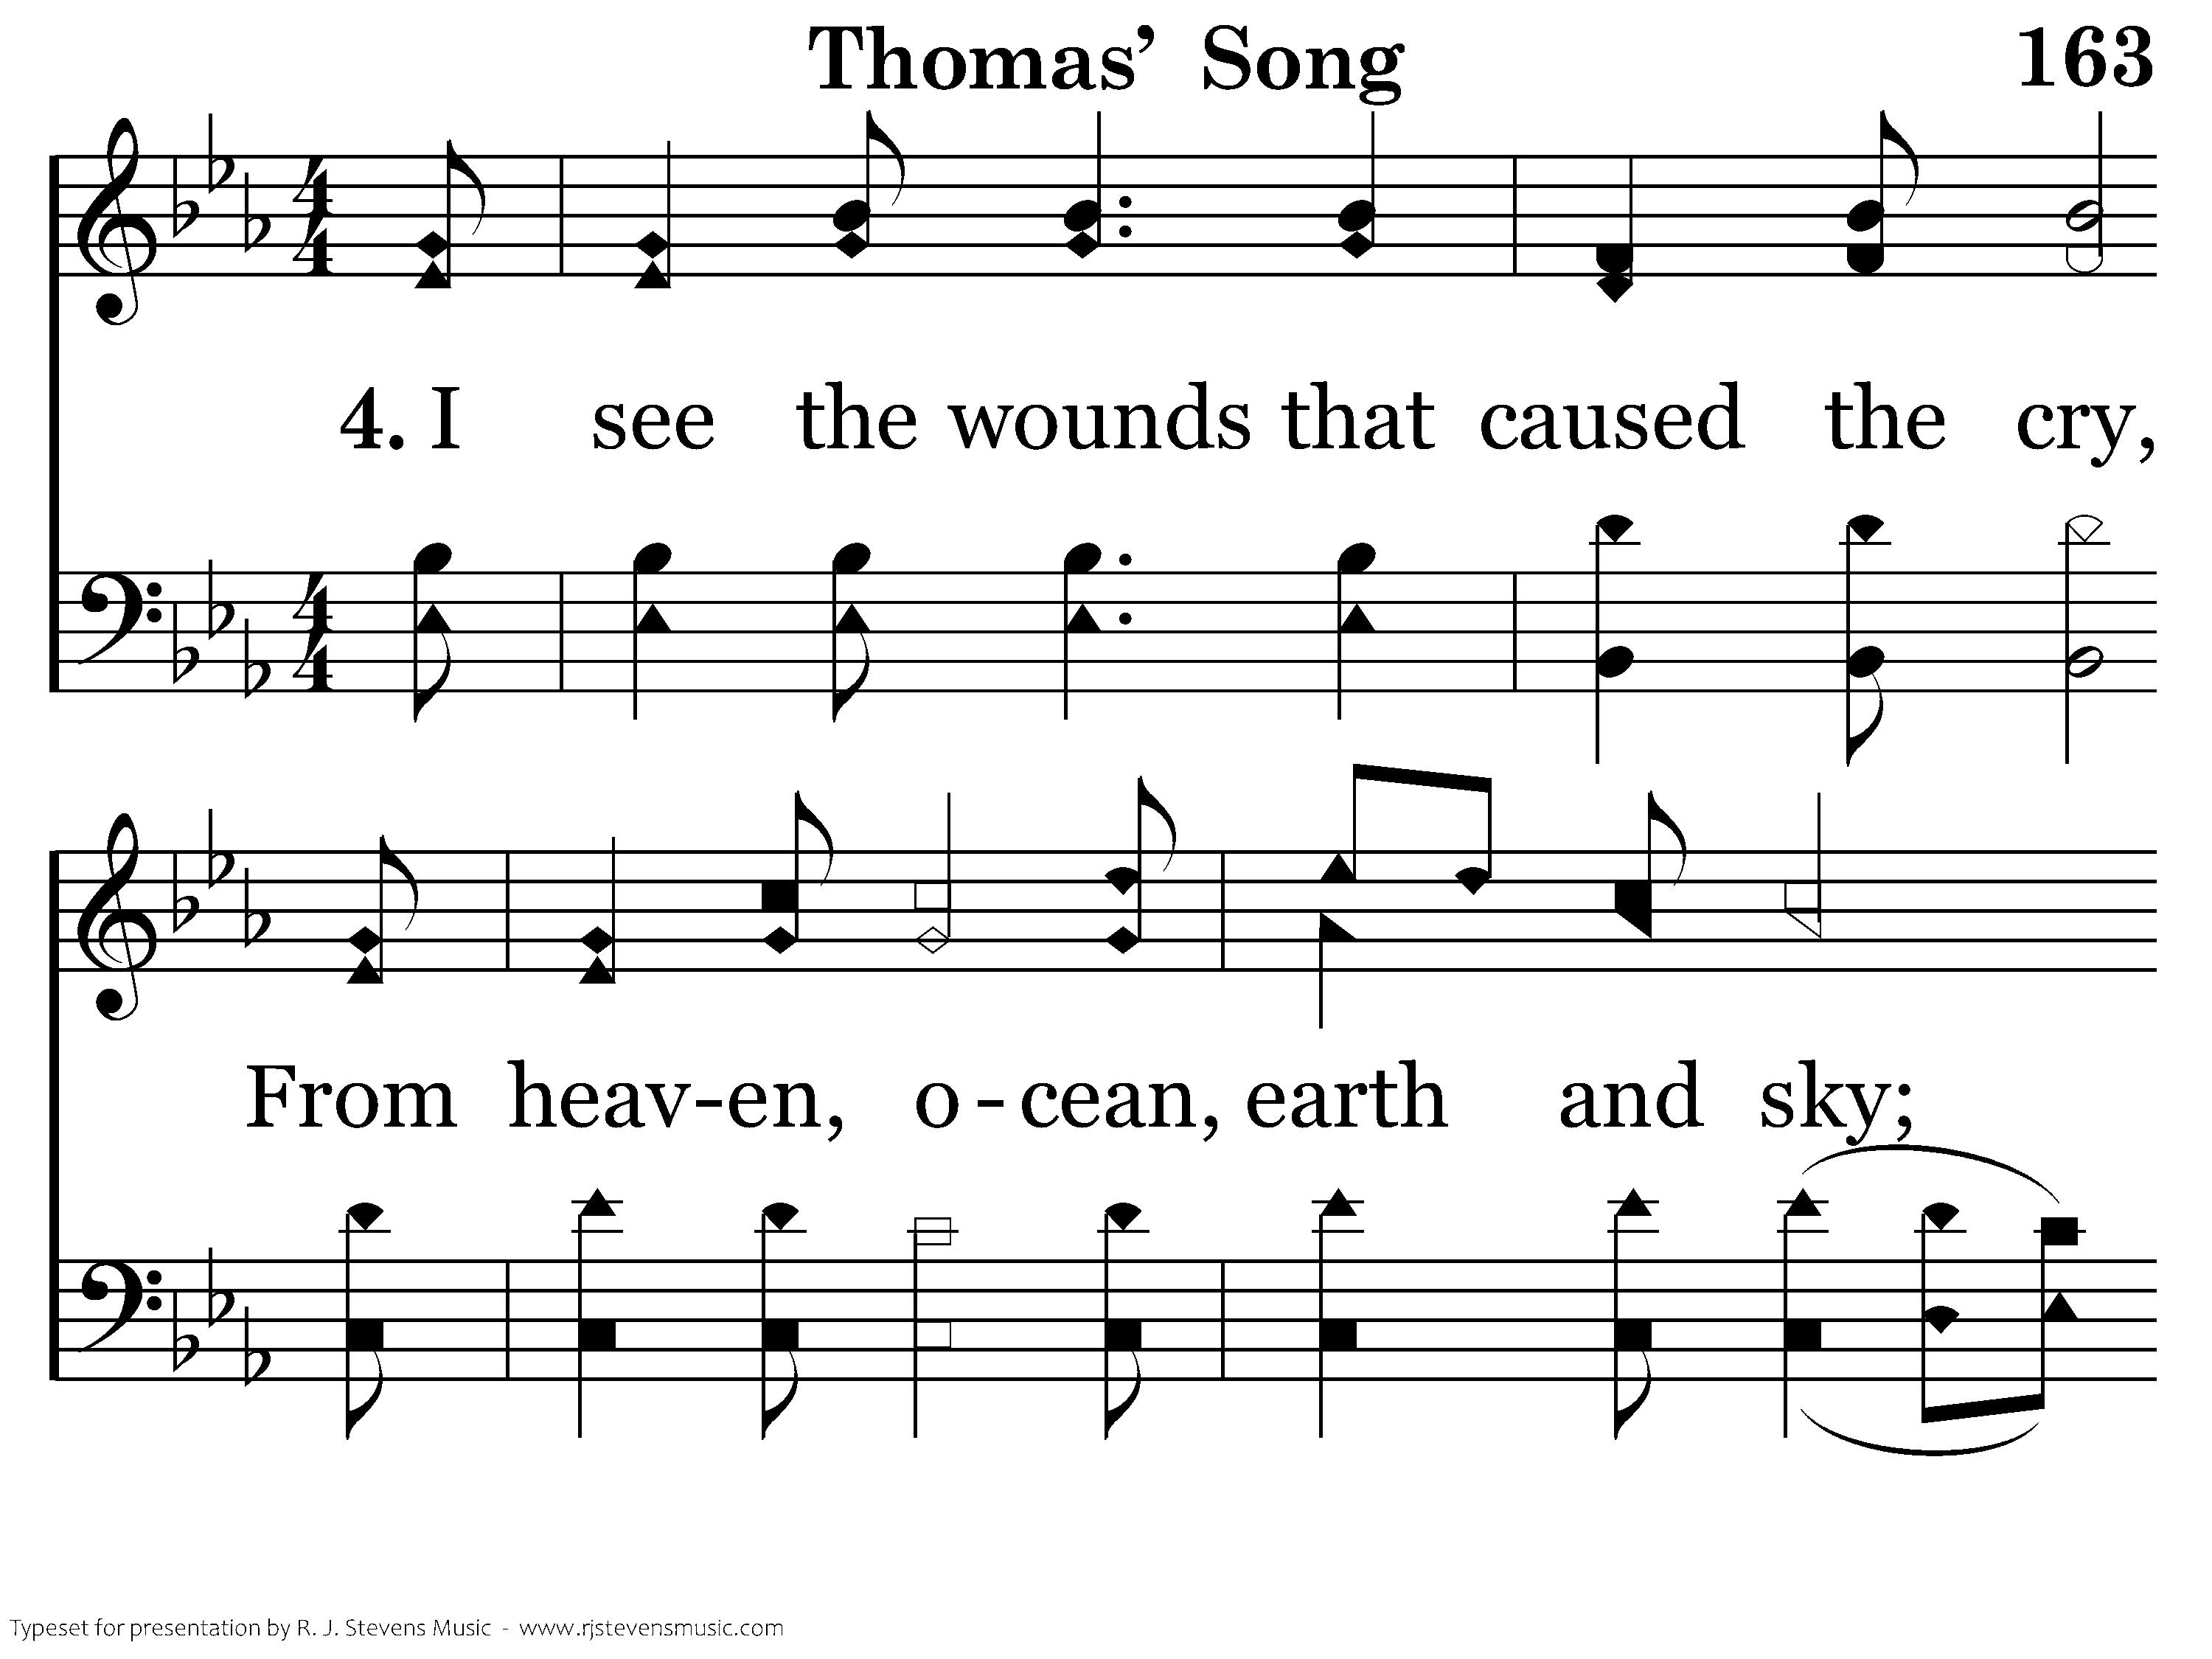 Thomas’ Song 163
4. I see the wounds that caused the cry,
From heav-en, o - cean, earth and sky;
Typeset for presentation by R. J. Stevens Music - www.rjstevensmusic.com